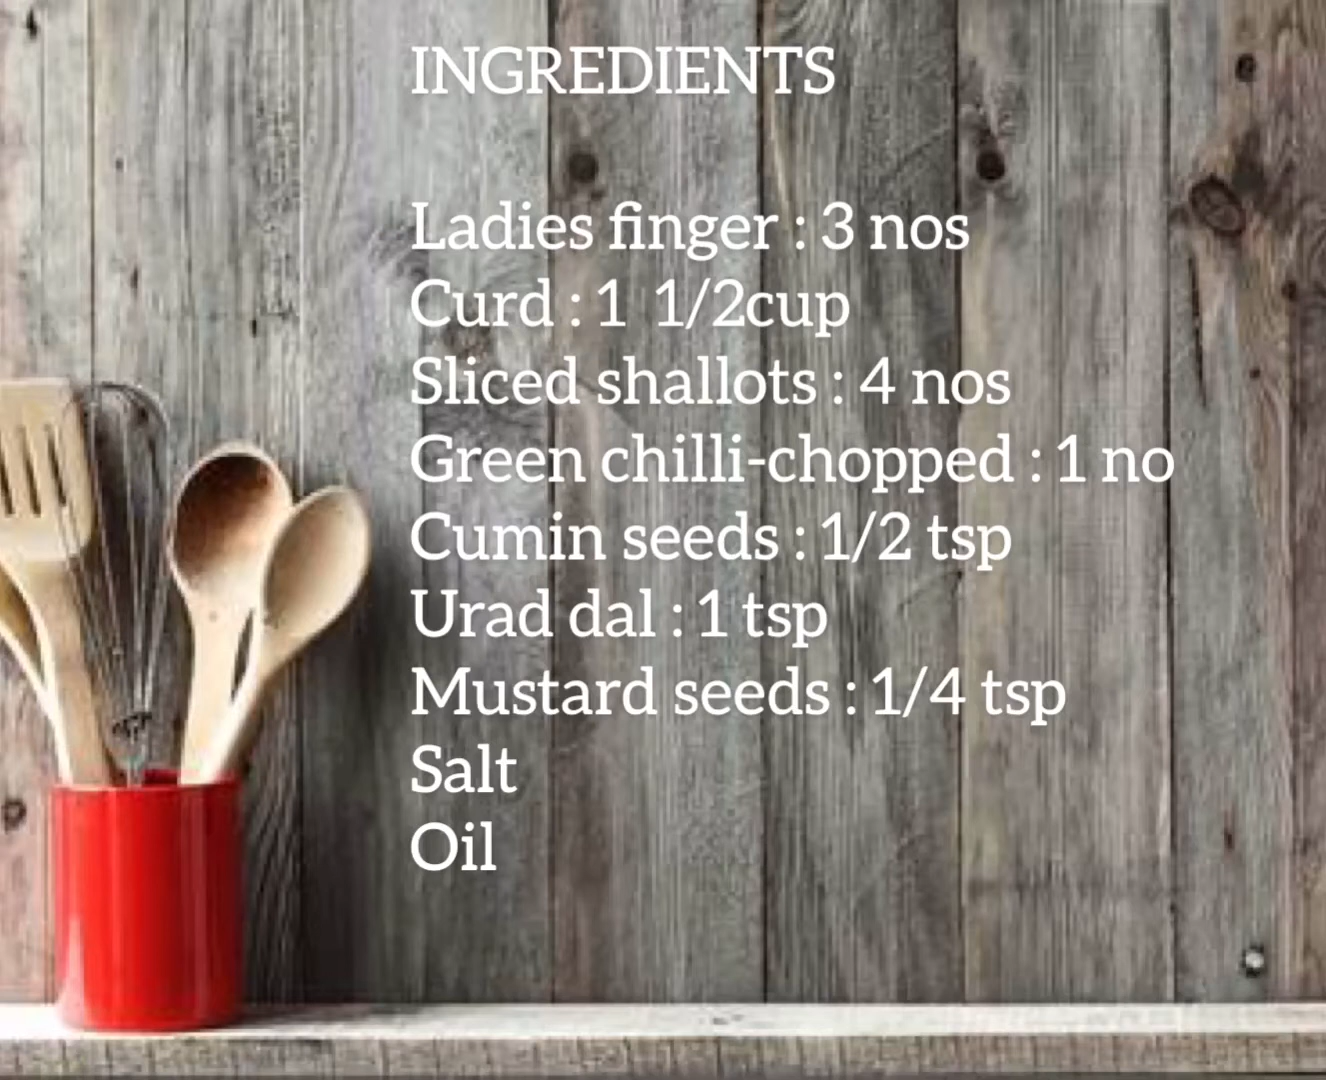 INGREDIENTS
Ladies finger : 3 nos
Curd : 1  1/2cup
Sliced shallots : 4 nos
Green chilli-chopped : 1 no
Cumin seeds : 1/2 tsp
Urad dal : 1 tsp
Mustard seeds : 1/4 tsp
Salt
Oil